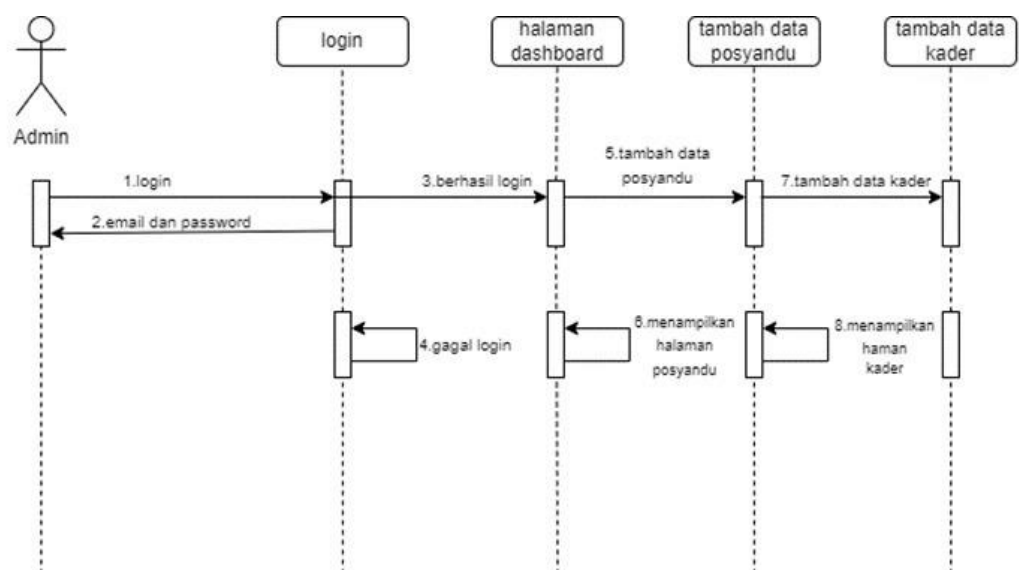 login
halaman
dashboard
tambah data
posyandu
tambah data
kader
Admin
1.login
2.email dan password
3.berhasil login
5.tambah data
posyandu
7.tambah data kader
4.gagal login
6.menampilkan
halaman
posyandu
8.menampilkan
haman
kader